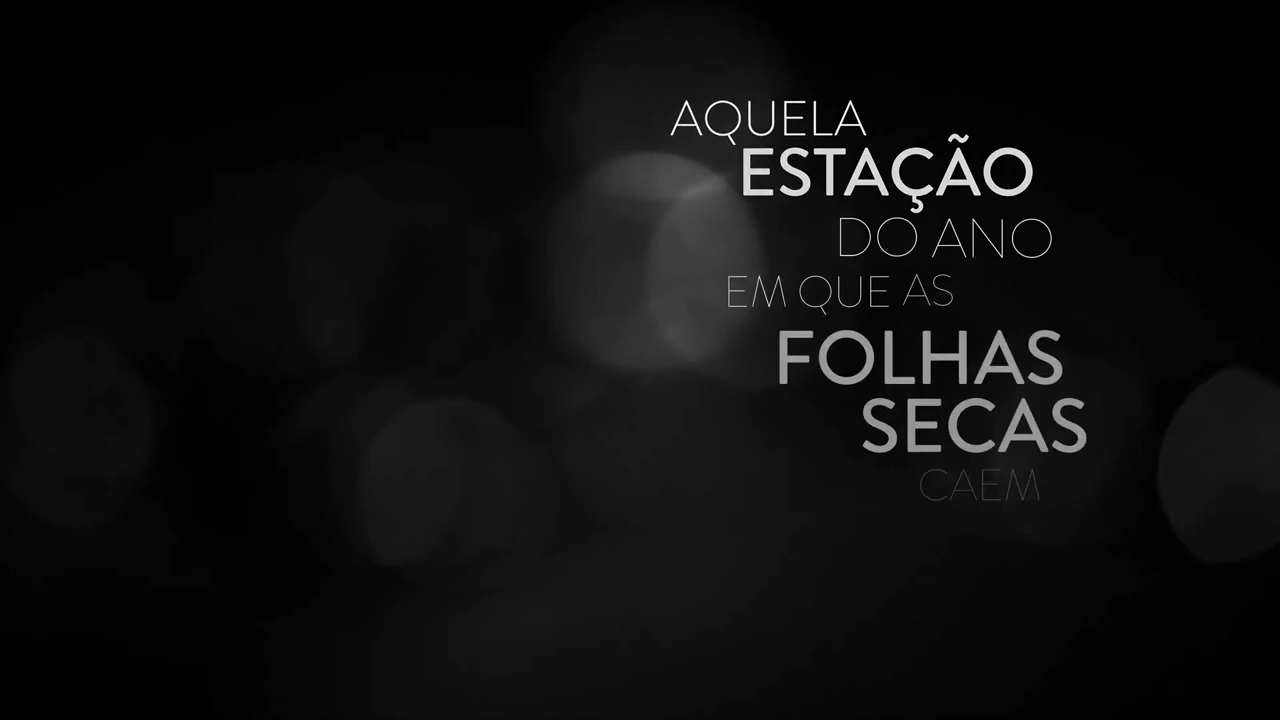 AQUELA
ESTAÇÃO
DO ANO
EM QUE AS
FOLHAS
SECAS
CAEM